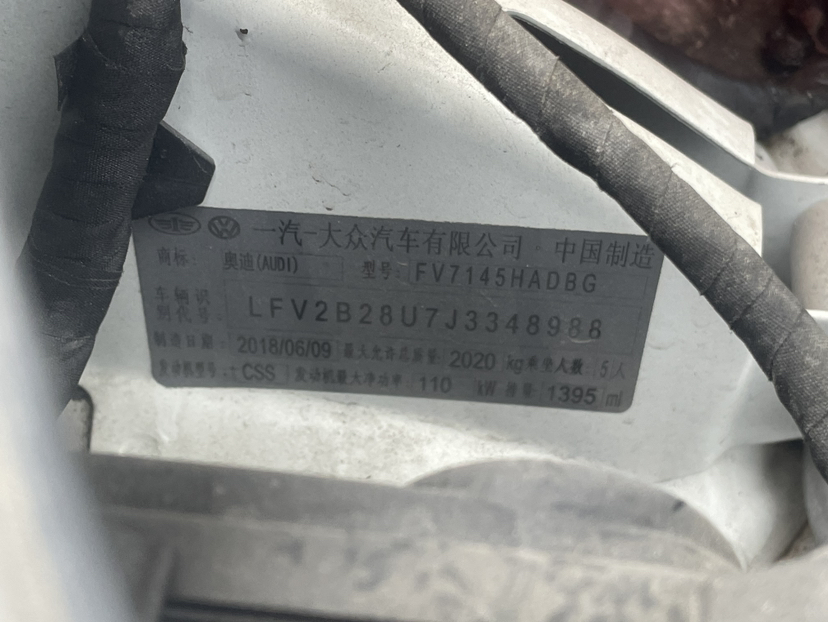 一汽-大众汽车有限公司 中国制造
商标: 奥迪(AUDI) 型号: FV7145HADBG
车辆识别代号: LFV2B28U7J3348988
制造日期: 2018/06/09 最大允许总质量: 2020 kg 乘坐人数: 5 人
发动机型号: CSS 发动机最大净功率: 110 kW 排量: 1395 ml